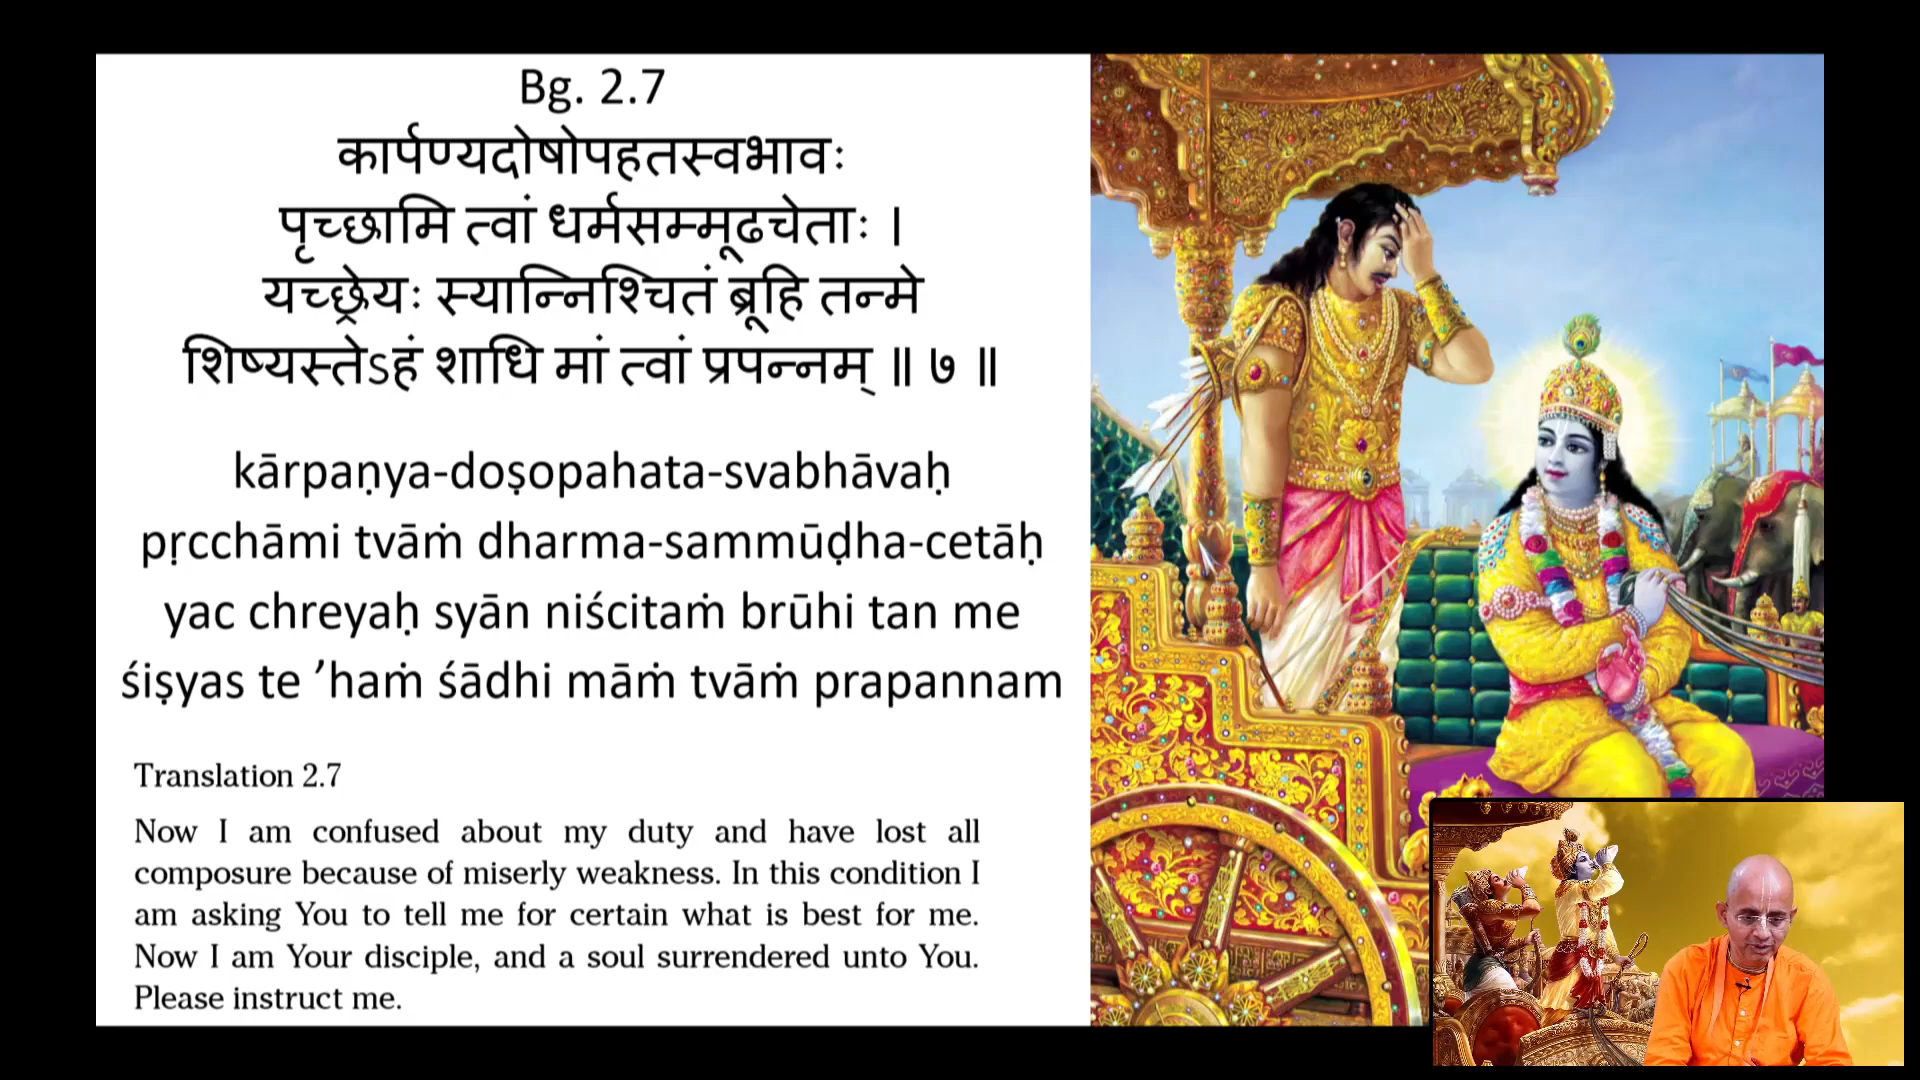 Bg. 2.7
कार्पण्यदोषोपहतस्वभावः
पृच्छामि त्वां धर्मसम्मूढचेताः ।
यच्छ्रेयः स्यान्निश्चितं ब्रूहि तन्मे
शिष्यस्तेऽहं शाधि मां त्वां प्रपन्नम् ॥ ७ ॥
kārpaṇya-doṣopahata-svabhāvaḥ
pṛcchāmi tvāṁ dharma-sammūḍha-cetāḥ
yac chreyaḥ syān niścitaṁ brūhi tan me
śiṣyas te ’haṁ śādhi māṁ tvāṁ prapannam
Translation 2.7
Now I am confused about my duty and have lost all
composure because of miserly weakness. In this condition I
am asking You to tell me for certain what is best for me.
Now I am Your disciple, and a soul surrendered unto You.
Please instruct me.